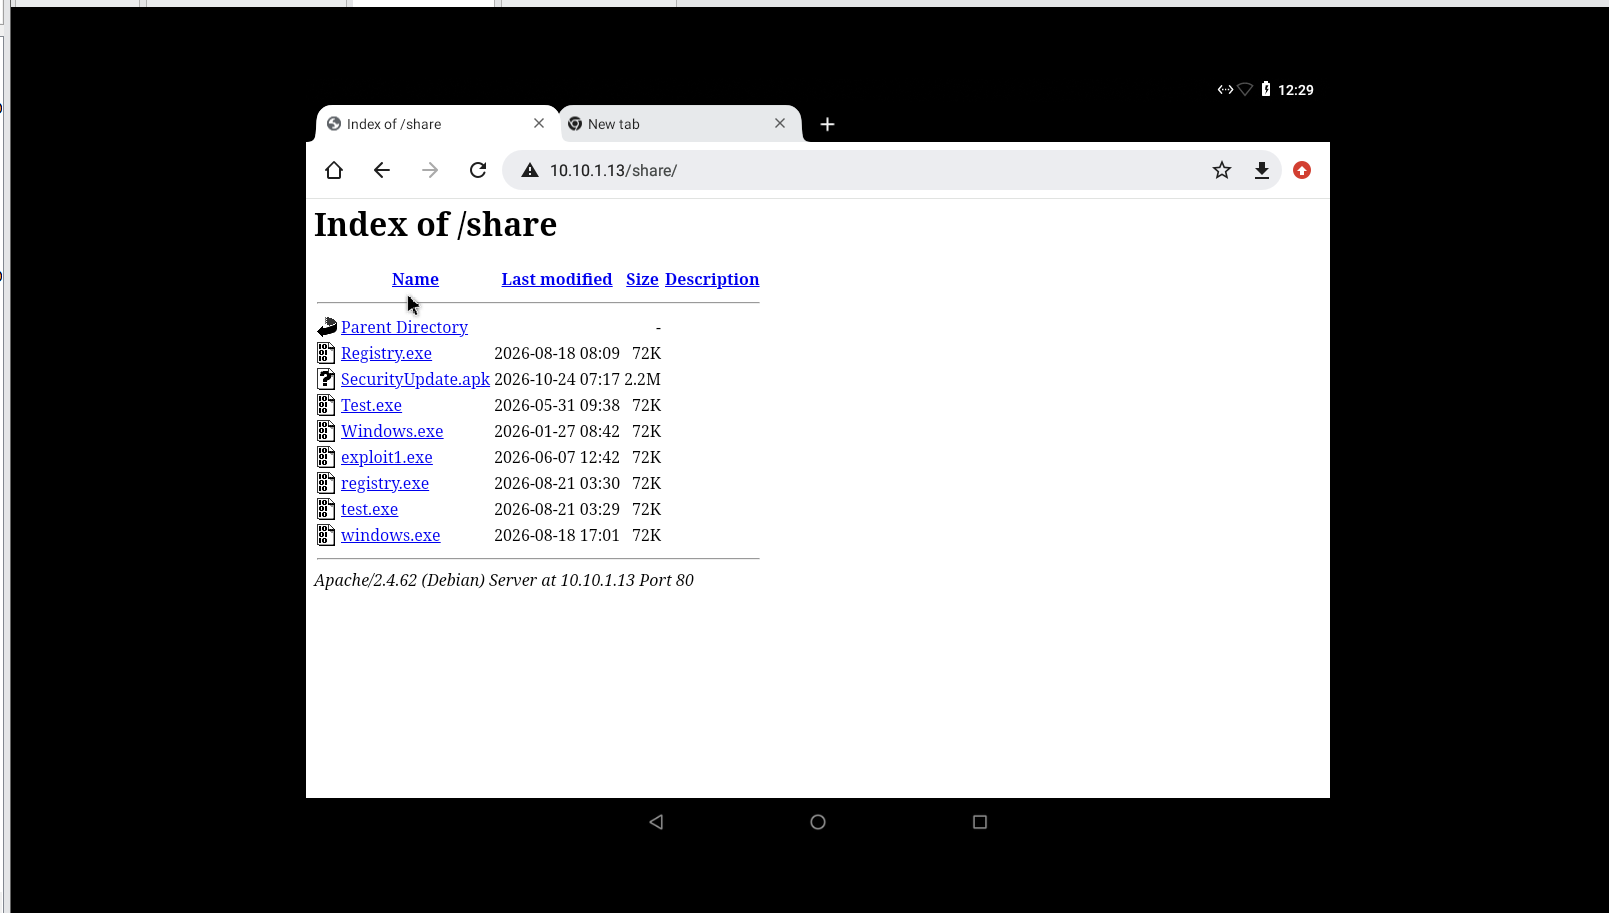 12:29
Index of /share
New tab
10.10.1.13/share/
Index of /share
Name Last modified Size Description
Parent Directory -
Registry.exe 2026-08-18 08:09 72K
SecurityUpdate.apk 2026-10-24 07:17 2.2M
Test.exe 2026-05-31 09:38 72K
Windows.exe 2026-01-27 08:42 72K
exploit1.exe 2026-06-07 12:42 72K
registry.exe 2026-08-21 03:30 72K
test.exe 2026-08-21 03:29 72K
windows.exe 2026-08-18 17:01 72K
Apache/2.4.62 (Debian) Server at 10.10.1.13 Port 80